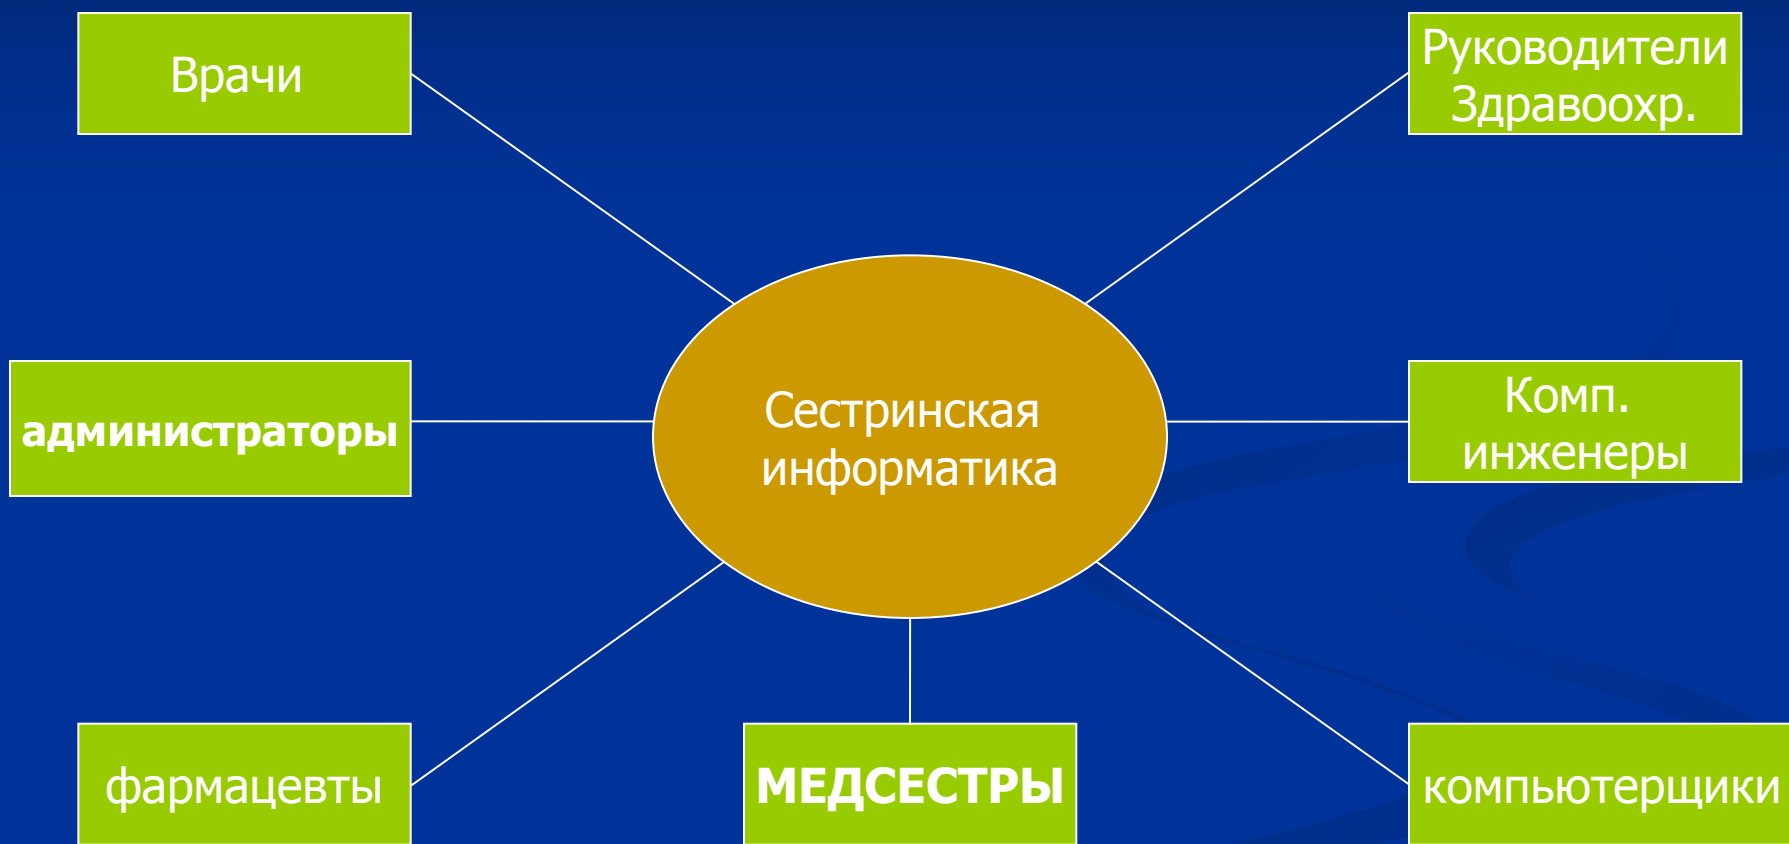 Врачи
Руководители
Здравоохр.
администраторы
Сестринская
информатика
Комп.
инженеры
фармацевты
МЕДСЕСТРЫ
компьютерщики